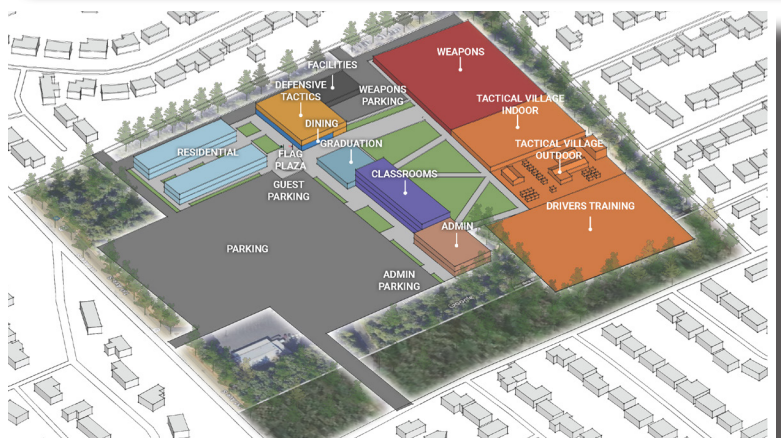 WEAPONS
FACILITIES
DEFENSIVE
TACTICS
WEAPONS
PARKING
TACTICAL VILLAGE
INDOOR
DINING
GRADUATION
TACTICAL VILLAGE
OUTDOOR
RESIDENTIAL
FLAG
PLAZA
CLASSROOMS
GUEST
PARKING
DRIVERS TRAINING
ADMIN
PARKING
ADMIN
PARKING
Google